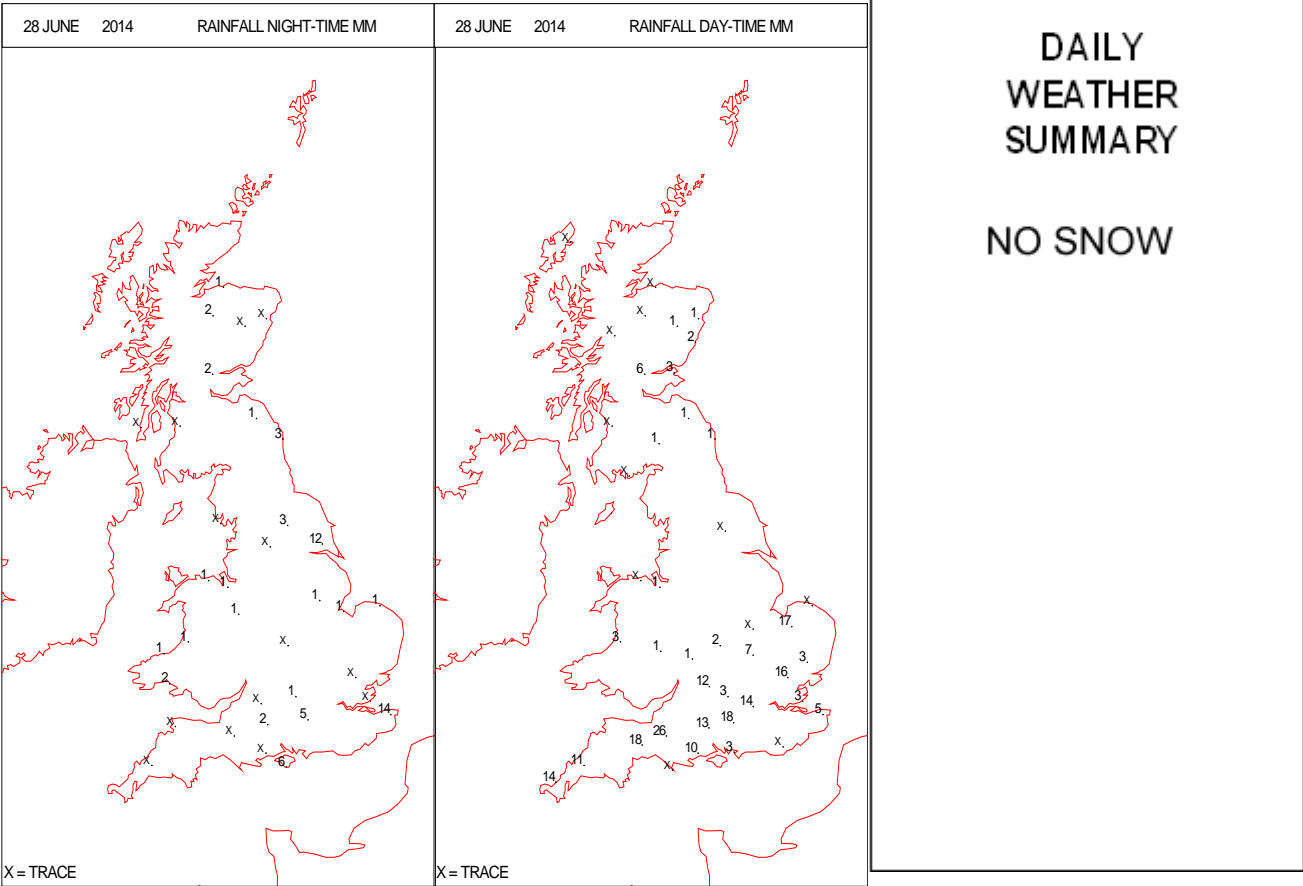 28 JUNE 2014 RAINFALL NIGHT-TIME MM
1
2
X
X
2
1
X
X
3
X
3
12
X
1
1
1
1
1
1
X
1
1
2
X
X
X
1
14
X
2
5
X
X
X
6
X = TRACE
28 JUNE 2014 RAINFALL DAY-TIME MM
X
X
X
1
1
X
2
6
3
1
X
1
1
X
X
X
1
X
17
X
3
2
1
7
1
3
16
12
3
3
14
5
18
13
26
18
X
10
3
11
X
14
X = TRACE
DAILY
WEATHER
SUMMARY
NO SNOW